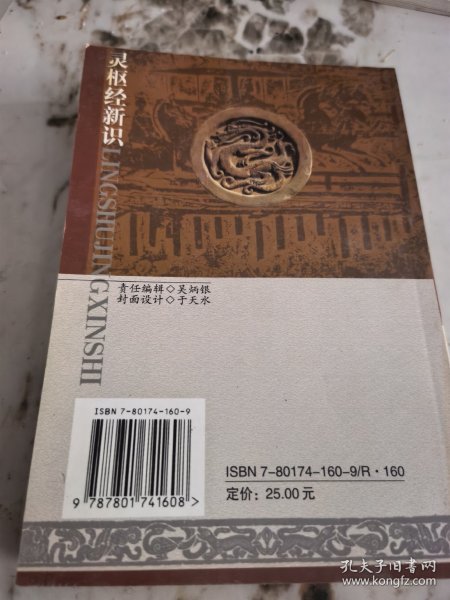 灵枢经新识
LINGSHUJINGXINSHI
责任编辑◇吴炳银
封面设计◇于天水
ISBN 7-80174-160-9
9 787801 741608 >
ISBN 7-80174-160-9/R·160
定价：25.00元
孔夫子旧书网
www.kongfz.com